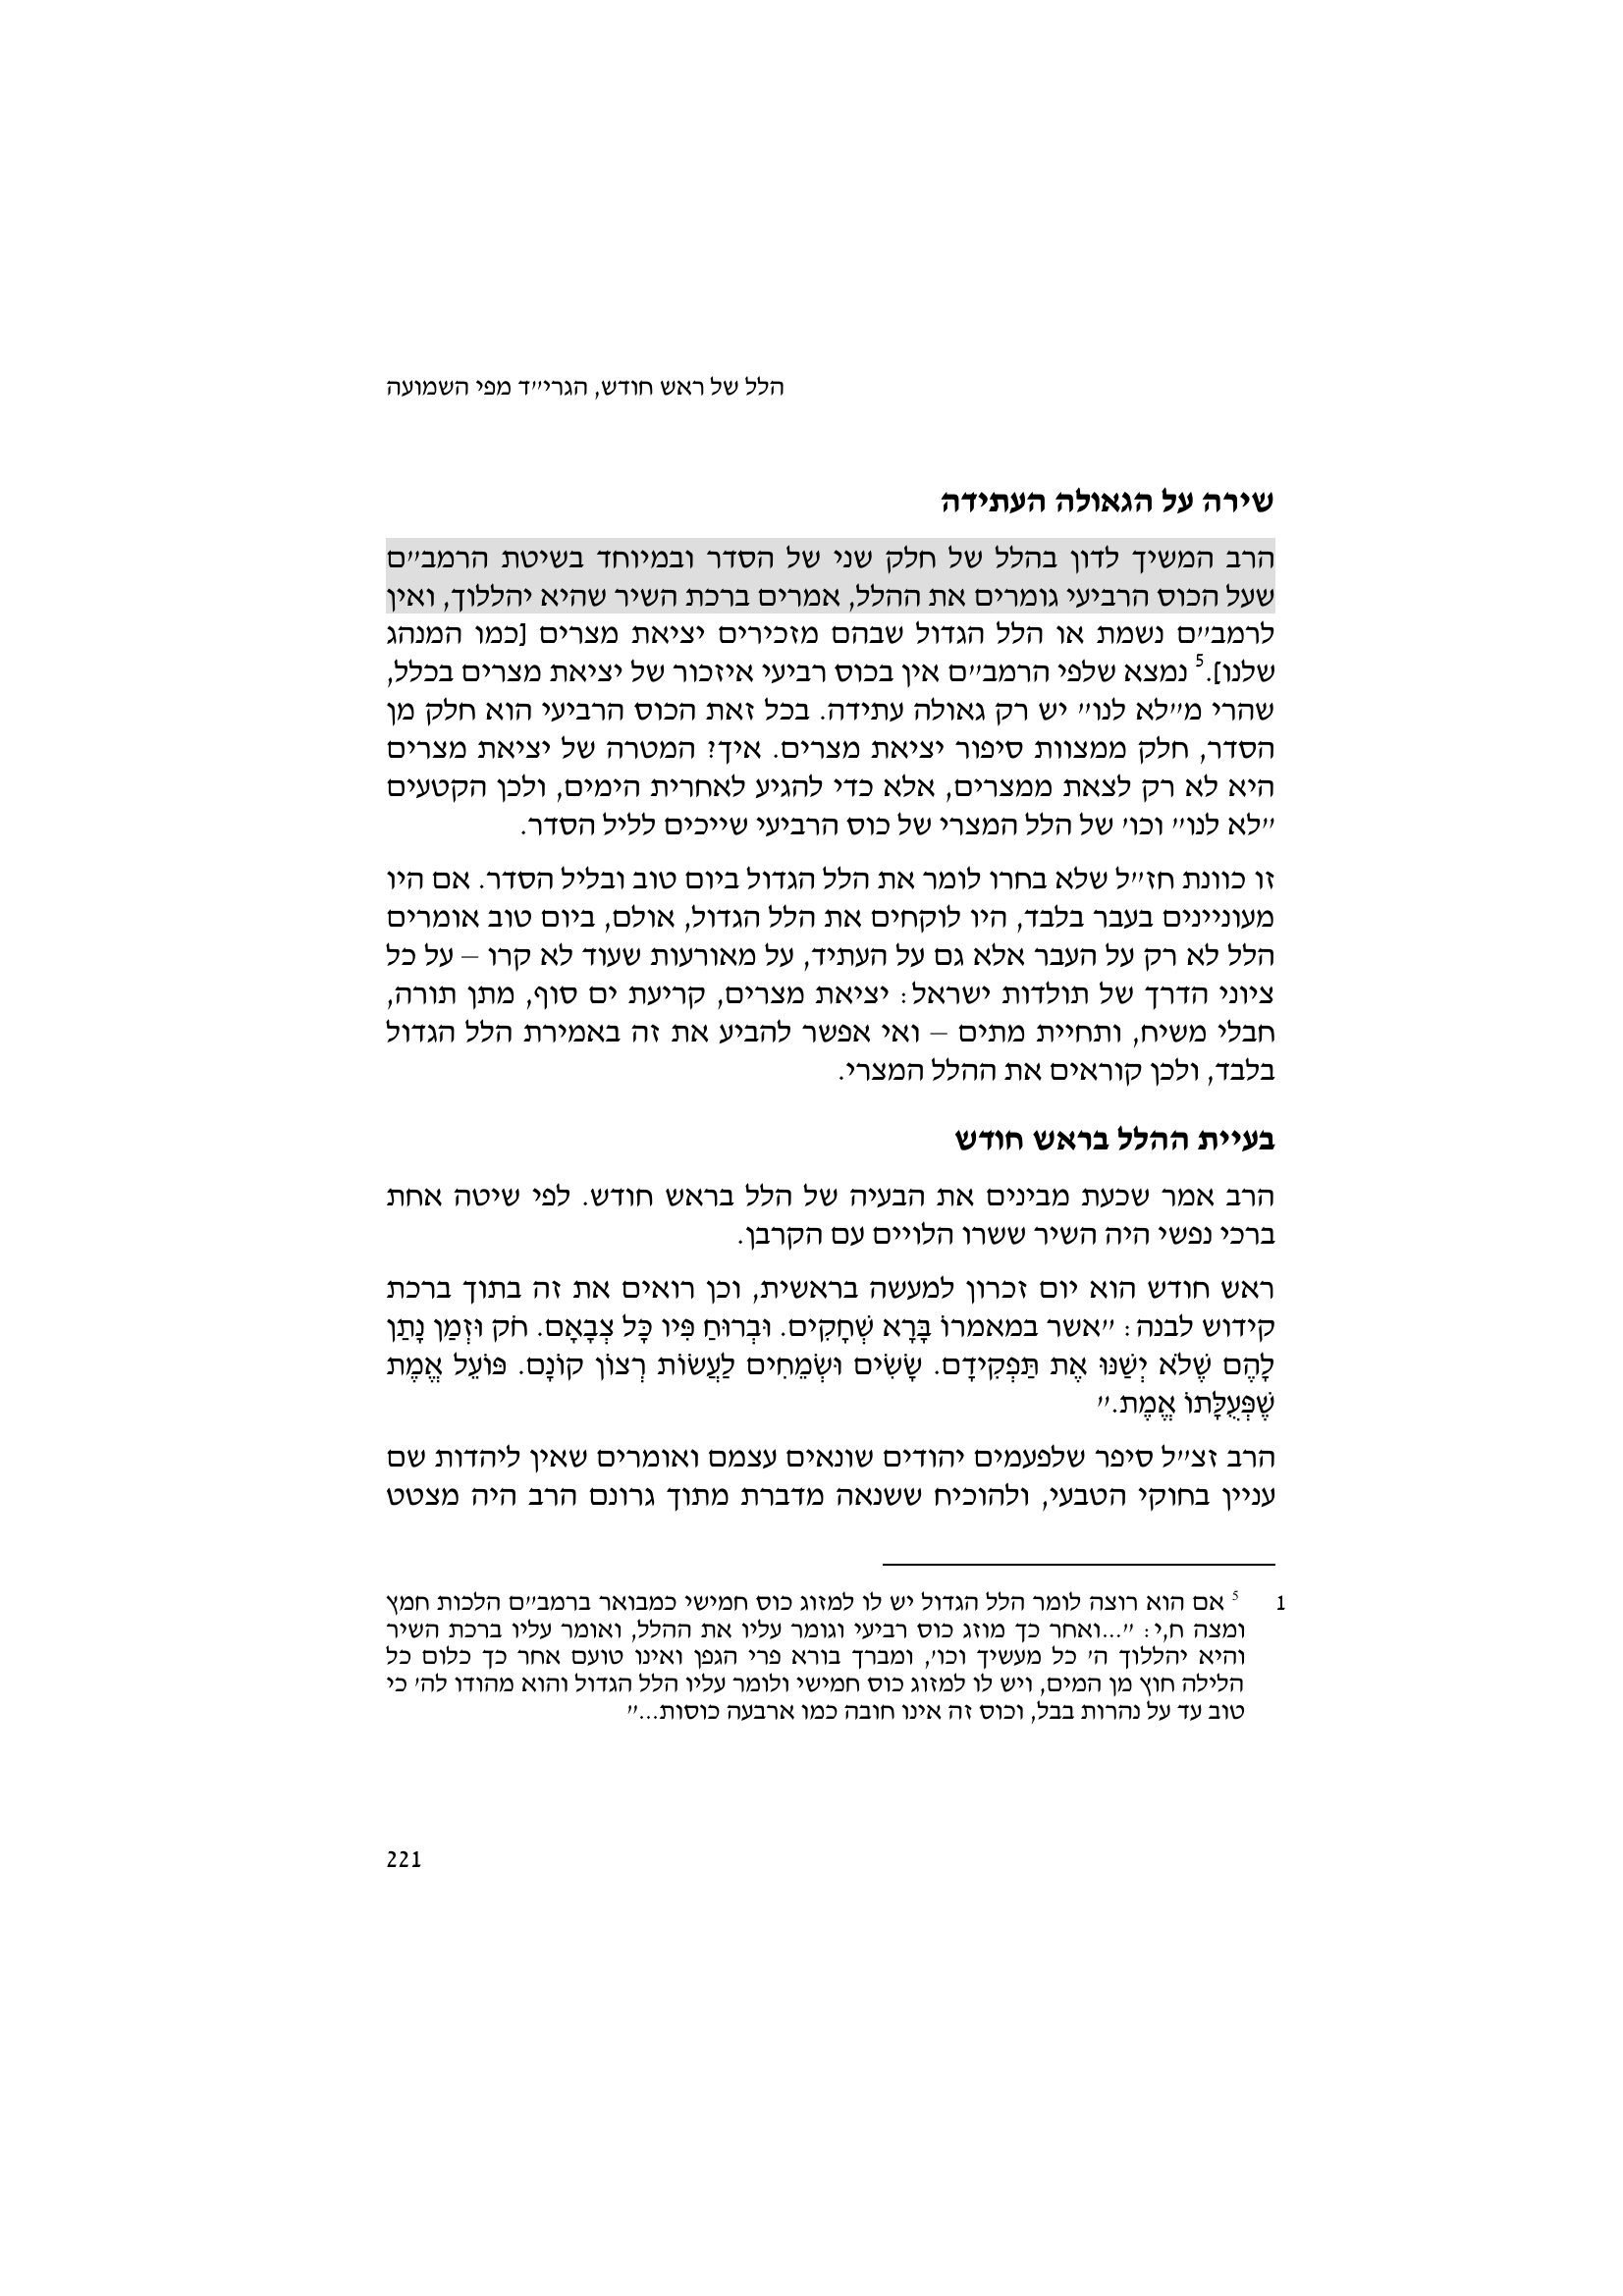 הלל של ראש חודש, הגרי״ד מפי השמועה
שירה על הגאולה העתידה
הרב המשיך לדון בהלל של חלק שני של הסדר ובמיוחד בשיטת הרמב״ם
שעל הכוס הרביעי גומרים את ההלל, אמרים ברכת השיר שהיא יהללוך, ואין
לרמב״ם נשמת או הלל הגדול שבהם מזכירים יציאת מצרים [כמו המנהג
שלנו].5 נמצא שלפי הרמב״ם אין בכוס רביעי איזכור של יציאת מצרים בכלל,
שהרי מ״לא לנו״ יש רק גאולה עתידה. בכל זאת הכוס הרביעי הוא חלק מן
הסדר, חלק ממצוות סיפור יציאת מצרים. איך? המטרה של יציאת מצרים
היא לא רק לצאת ממצרים, אלא כדי להגיע לאחרית הימים, ולכן הקטעים
״לא לנו״ וכו׳ של הלל המצרי של כוס הרביעי שייכים לליל הסדר.
זו כוונת חז״ל שלא בחרו לומר את הלל הגדול ביום טוב ובליל הסדר. אם היו
מעוניינים בעבר בלבד, היו לוקחים את הלל הגדול, אולם, ביום טוב אומרים
הלל לא רק על העבר אלא גם על העתיד, על מאורעות שעוד לא קרו – על כל
ציוני הדרך של תולדות ישראל: יציאת מצרים, קריעת ים סוף, מתן תורה,
חבלי משיח, ותחיית מתים – ואי אפשר להביע את זה באמירת הלל הגדול
בלבד, ולכן קוראים את ההלל המצרי.
בעיית ההלל בראש חודש
הרב אמר שכעת מבינים את הבעיה של הלל בראש חודש. לפי שיטה אחת
ברכי נפשי היה השיר ששרו הלויים עם הקרבן.
ראש חודש הוא יום זכרון למעשה בראשית, וכן רואים את זה בתוך ברכת
קידוש לבנה: ״אשר במאמרוֹ בָּרָא שְׁחָקִים. וּבְרוּחַ פִּיו כָּל צְבָאָם. חֹק וּזְמַן נָתַן
לָהֶם שֶׁלֹּא יְשַׁנּוּ אֶת תַּפְקִידָם. שָׂשִׂים וּשְׂמֵחִים לַעֲשׂוֹת רְצוֹן קוֹנָם. פּוֹעֵל אֱמֶת
שֶׁפְּעֻלָּתוֹ אֱמֶת.״
הרב זצ״ל סיפר שלפעמים יהודים שונאים עצמם ואומרים שאין ליהדות שם
עניין בחוקי הטבעי, ולהוכיח ששנאה מדברת מתוך גרונם הרב היה מצטט
1 5 אם הוא רוצה לומר הלל הגדול יש לו למזוג כוס חמישי כמבואר ברמב״ם הלכות חמץ
ומצה ח,י: ״...ואחר כך מוזג כוס רביעי וגומר עליו את ההלל, ואומר עליו ברכת השיר
והיא יהללוך ה׳ כל מעשיך וכו׳, ומברך בורא פרי הגפן ואינו טועם אחר כך כלום כל
הלילה חוץ מן המים, ויש לו למזוג כוס חמישי ולומר עליו הלל הגדול והוא מהודו לה׳ כי
טוב עד על נהרות בבל, וכוס זה אינו חובה כמו ארבעה כוסות...״
221